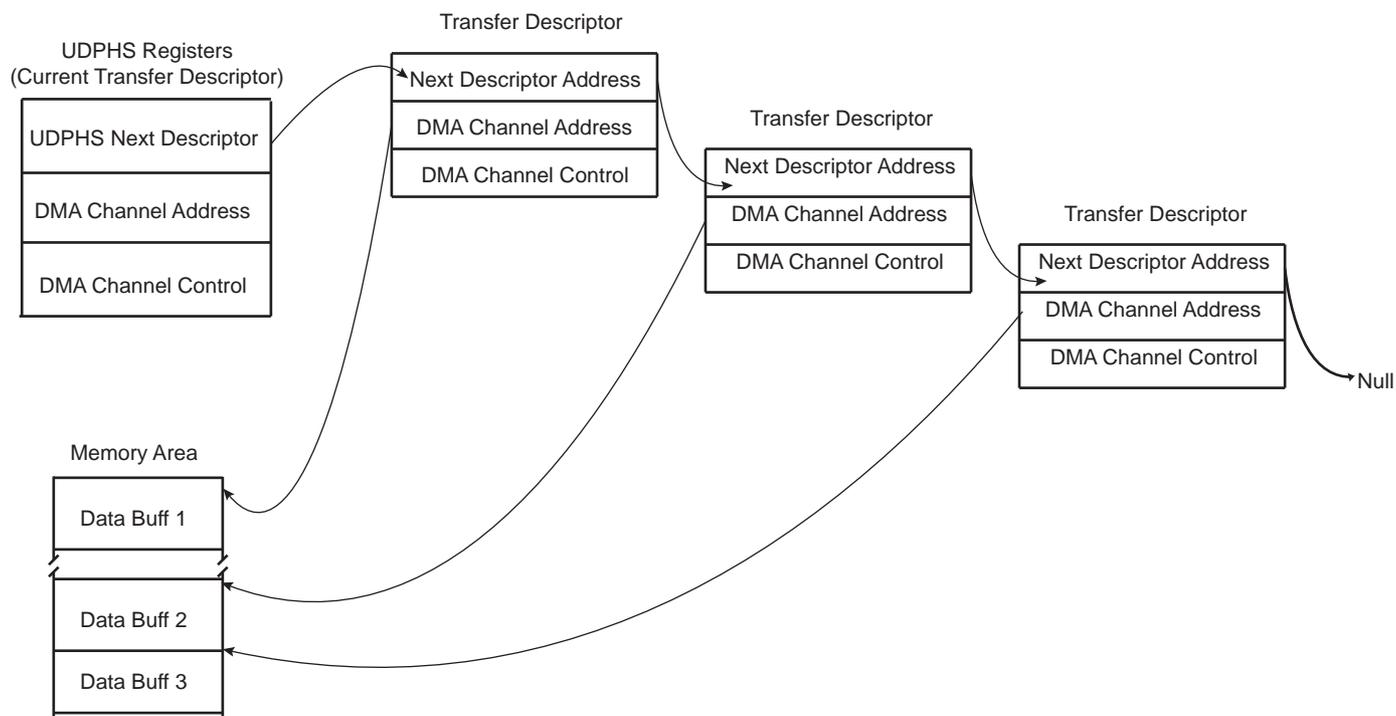 UDPHS Registers
(Current Transfer Descriptor)
UDPHS Next Descriptor
DMA Channel Address
DMA Channel Control
Transfer Descriptor
Next Descriptor Address
DMA Channel Address
DMA Channel Control
Transfer Descriptor
Next Descriptor Address
DMA Channel Address
DMA Channel Control
Transfer Descriptor
Next Descriptor Address
DMA Channel Address
DMA Channel Control
Null
Memory Area
Data Buff 1
Data Buff 2
Data Buff 3